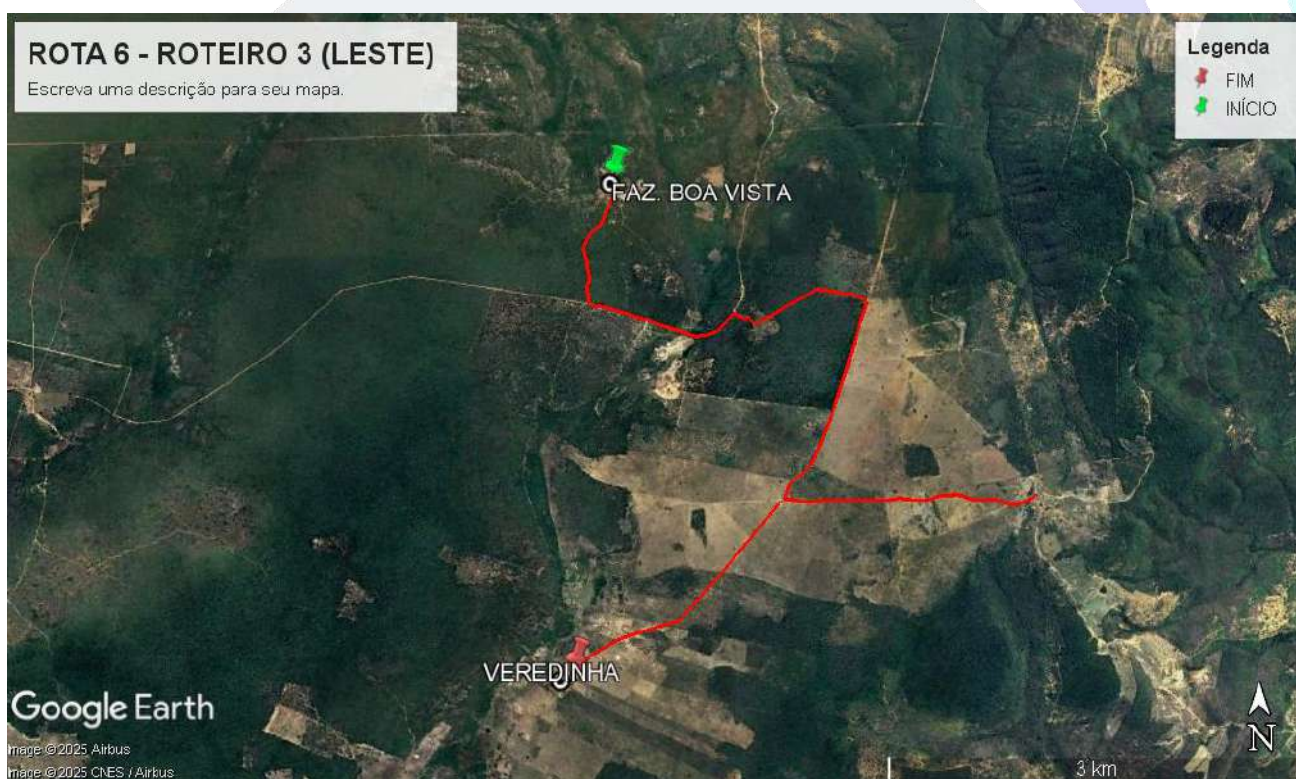 ROTA 6 - ROTEIRO 3 (LESTE)
Escreva uma descrição para seu mapa.
Legenda
FIM
INÍCIO
FAZ. BOA VISTA
VEREDINHA
Google Earth
Image ©2025 Airbus
Image ©2025 CNES / Airbus
3 km
N